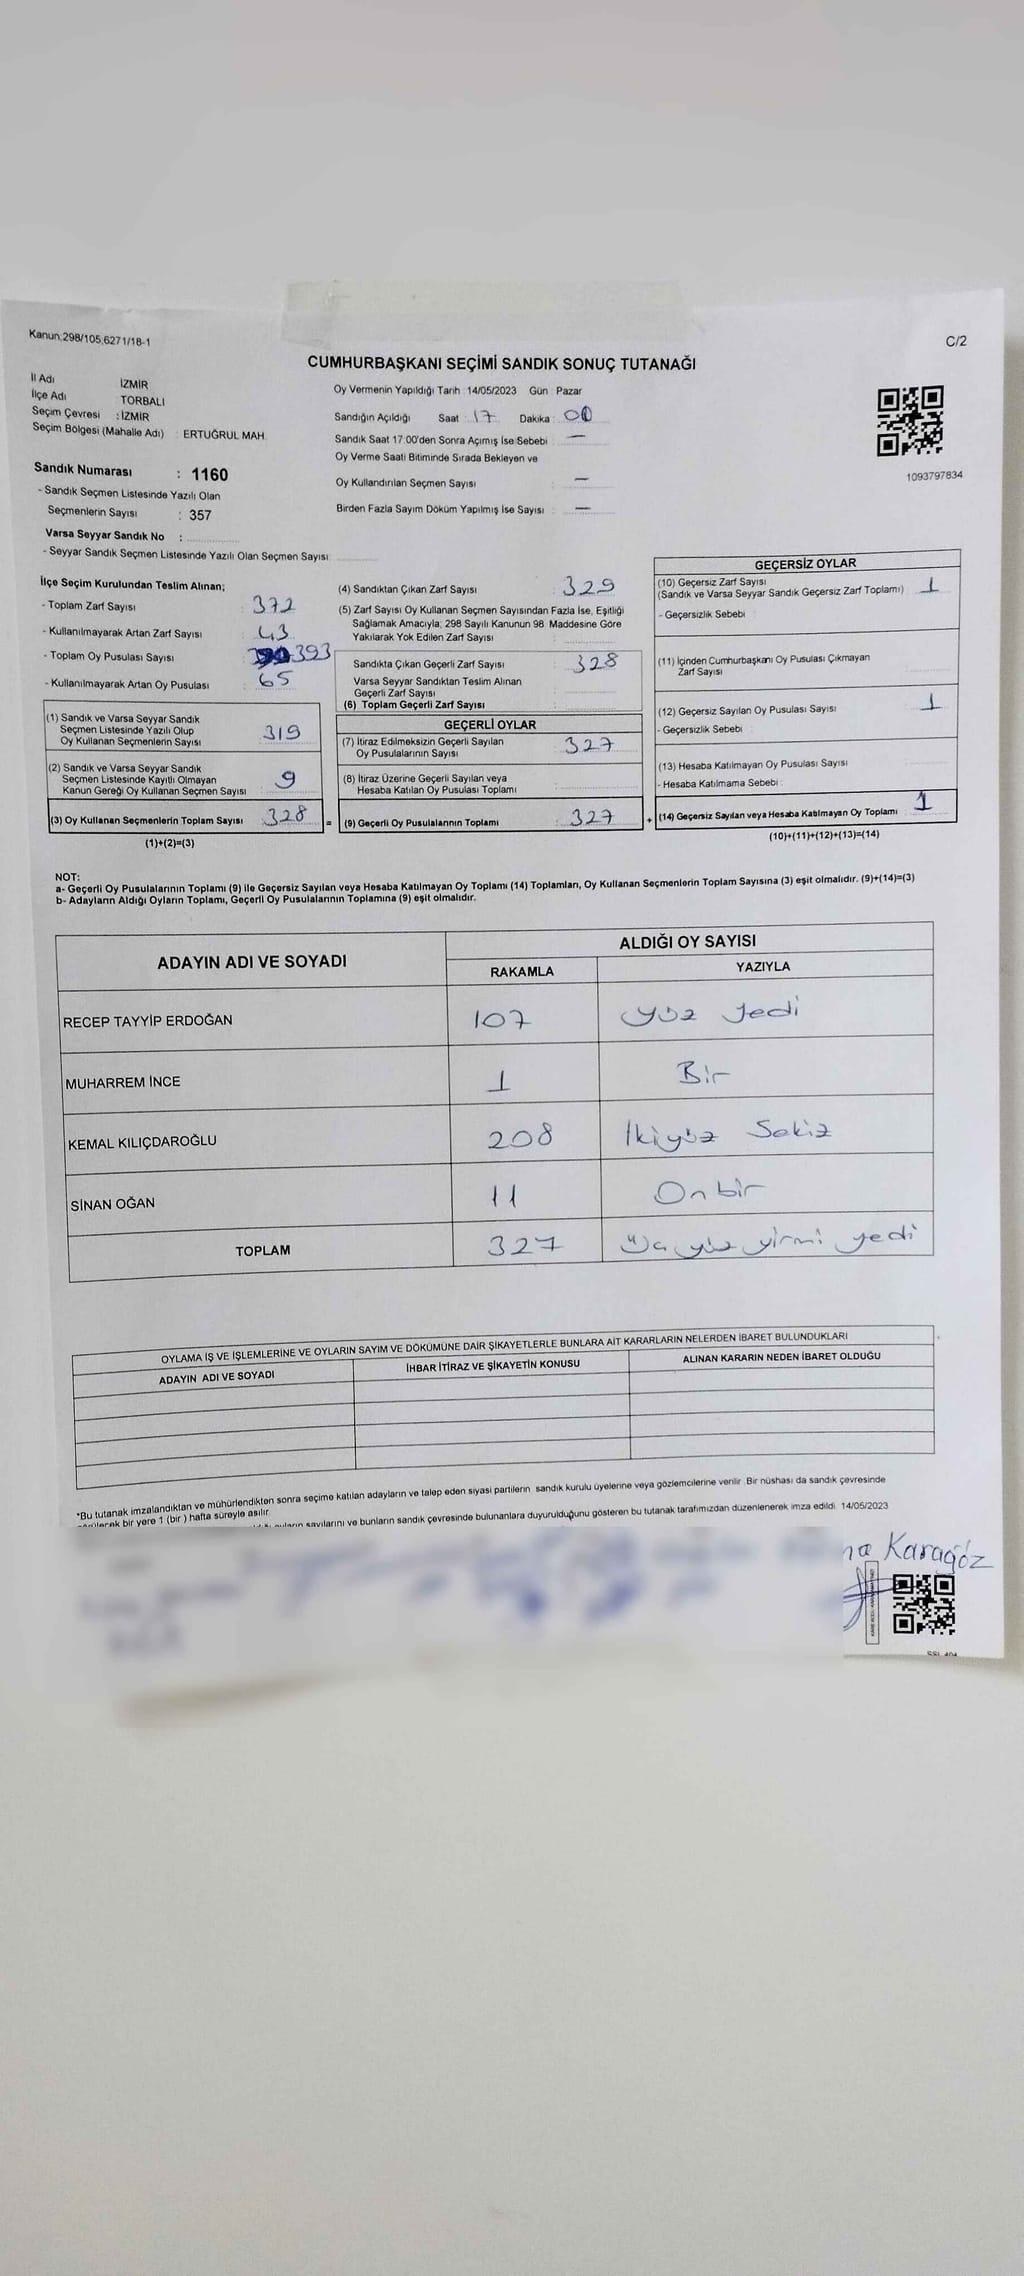 Kanun;298/105,6271/18-1
C/2
CUMHURBAŞKANI SEÇİMİ SANDIK SONUÇ TUTANAĞI
İl Adı İZMİR
İlçe Adı TORBALI
Seçim Çevresi : İZMİR
Seçim Bölgesi (Mahalle Adı) : ERTUĞRUL MAH.
Oy Vermenin Yapıldığı Tarih : 14/05/2023 Gün : Pazar
Sandığın Açıldığı Saat : 17 Dakika : 00
Sandık Saat 17:00'den Sonra Açımış İse Sebebi : —
Oy Verme Saati Bitiminde Sırada Bekleyen ve
Oy Kullandırılan Seçmen Sayısı : —
Birden Fazla Sayım Döküm Yapılmış İse Sayısı : —
1093797834
Sandık Numarası : 1160
- Sandık Seçmen Listesinde Yazılı Olan
Seçmenlerin Sayısı : 357
Varsa Seyyar Sandık No :
- Seyyar Sandık Seçmen Listesinde Yazılı Olan Seçmen Sayısı
İlçe Seçim Kurulundan Teslim Alınan;
- Toplam Zarf Sayısı : 372
- Kullanılmayarak Artan Zarf Sayısı : 43
- Toplam Oy Pusulası Sayısı : 393
- Kullanılmayarak Artan Oy Pusulası : 65
(1) Sandık ve Varsa Seyyar Sandık
Seçmen Listesinde Yazılı Olup
Oy Kullanan Seçmenlerin Sayısı : 319
(2) Sandık ve Varsa Seyyar Sandık
Seçmen Listesinde Kayıtlı Olmayan
Kanun Gereği Oy Kullanan Seçmen Sayısı : 9
(3) Oy Kullanan Seçmenlerin Toplam Sayısı : 328 =
(1)+(2)=(3)
(4) Sandıktan Çıkan Zarf Sayısı : 329
(5) Zarf Sayısı Oy Kullanan Seçmen Sayısından Fazla İse, Eşitliği
Sağlamak Amacıyla; 298 Sayılı Kanunun 98. Maddesine Göre
Yakılarak Yok Edilen Zarf Sayısı :
Sandıkta Çıkan Geçerli Zarf Sayısı : 328
Varsa Seyyar Sandıktan Teslim Alınan
Geçerli Zarf Sayısı
(6) Toplam Geçerli Zarf Sayısı :
GEÇERLİ OYLAR
(7) İtiraz Edilmeksizin Geçerli Sayılan
Oy Pusulalarının Sayısı : 327
(8) İtiraz Üzerine Geçerli Sayılan veya
Hesaba Katılan Oy Pusulası Toplamı :
(9) Geçerli Oy Pusulalarının Toplamı : 327 +
GEÇERSİZ OYLAR
(10) Geçersiz Zarf Sayısı
(Sandık ve Varsa Seyyar Sandık Geçersiz Zarf Toplamı) : 1
- Geçersizlik Sebebi :
(11) İçinden Cumhurbaşkanı Oy Pusulası Çıkmayan
Zarf Sayısı
(12) Geçersiz Sayılan Oy Pusulası Sayısı : 1
- Geçersizlik Sebebi :
(13) Hesaba Katılmayan Oy Pusulası Sayısı :
- Hesaba Katılmama Sebebi :
(14) Geçersiz Sayılan veya Hesaba Katılmayan Oy Toplamı : 1
(10)+(11)+(12)+(13)=(14)
NOT:
a- Geçerli Oy Pusulalarının Toplamı (9) ile Geçersiz Sayılan veya Hesaba Katılmayan Oy Toplamı (14) Toplamları, Oy Kullanan Seçmenlerin Toplam Sayısına (3) eşit olmalıdır. (9)+(14)=(3)
b- Adayların Aldığı Oyların Toplamı, Geçerli Oy Pusulalarının Toplamına (9) eşit olmalıdır.
ADAYIN ADI VE SOYADI
ALDIĞI OY SAYISI
RAKAMLA YAZIYLA
RECEP TAYYİP ERDOĞAN 107 yüz yedi
MUHARREM İNCE 1 Bir
KEMAL KILIÇDAROĞLU 208 İkiyüz Sekiz
SİNAN OĞAN 11 On bir
TOPLAM 327 üç yüz yirmi yedi
OYLAMA İŞ VE İŞLEMLERİNE VE OYLARIN SAYIM VE DÖKÜMÜNE DAİR ŞİKAYETLERLE BUNLARA AİT KARARLARIN NELERDEN İBARET BULUNDUKLARI
ADAYIN ADI VE SOYADI İHBAR İTİRAZ VE ŞİKAYETİN KONUSU ALINAN KARARIN NEDEN İBARET OLDUĞU
*Bu tutanak imzalandıktan ve mühürlendikten sonra seçime katılan adayların ve talep eden siyasi partilerin sandık kurulu üyelerine veya gözlemcilerine verilir. Bir nüshası da sandık çevresinde
bir yere 1 (bir ) hafta süreyle asılır.
sayılarını ve bunların sandık çevresinde bulunanlara duyurulduğunu gösteren bu tutanak tarafımızdan düzenlenerek imza edildi. 14/05/2023
Karagöz